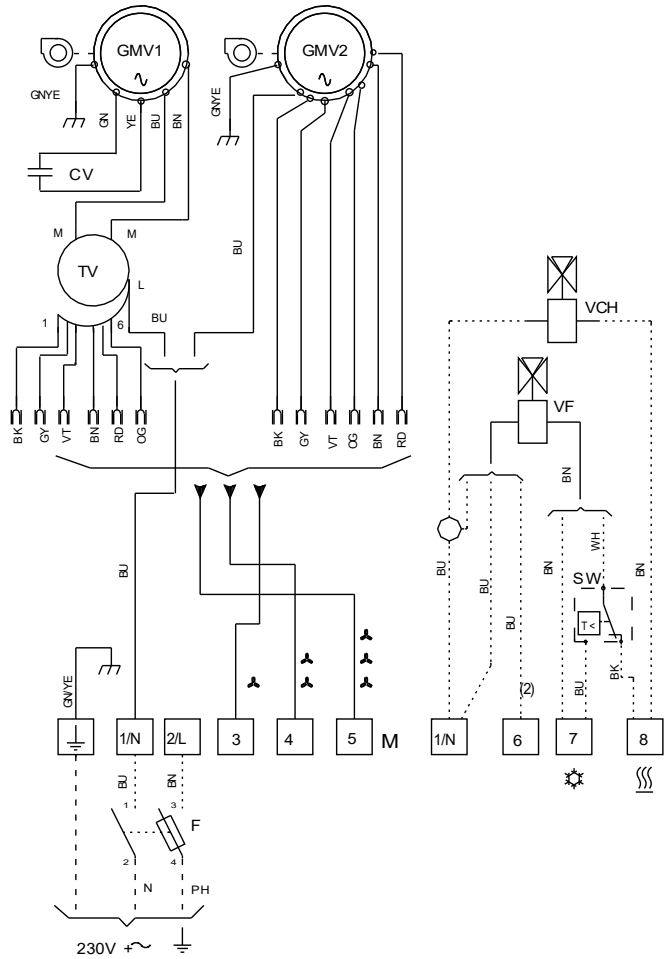 GMV1
GMV2
GNYE
GN
YE
BU
BN
GNYE
CV
M
M
TV
L
BU
BU
1
6
VCH
VF
BK
GY
VT
BN
RD
OG
BK
GY
VT
OG
BN
RD
BN
BU
BU
BU
BU
BN
WH
SW
T<
BK
BN
BU
GN/YE
(2)
1/N
2/L
3
4
5
M
1/N
6
7
8
BU
BN
1
3
F
2
4
N
PH
230V